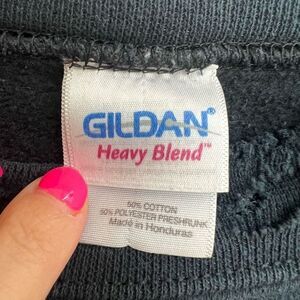 GILDAN®
Heavy Blend™
50% COTTON
50% POLYESTER PRESHRUNK
Made in Honduras